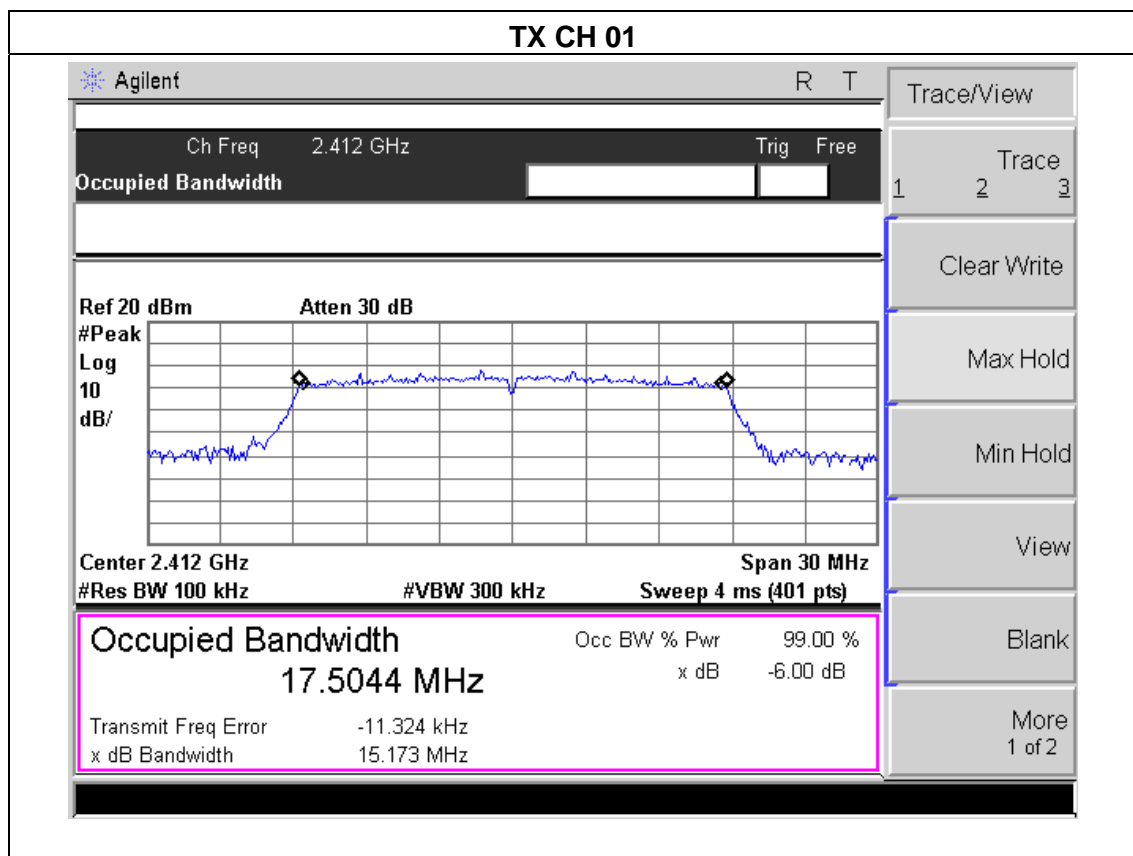 TX CH 01
Agilent R T
Trace/View
Ch Freq 2.412 GHz Trig Free
Occupied Bandwidth
Trace
1 2 3
Clear Write
Ref 20 dBm Atten 30 dB
#Peak
Log
10
dB/
Max Hold
Min Hold
View
Center 2.412 GHz Span 30 MHz
#Res BW 100 kHz #VBW 300 kHz Sweep 4 ms (401 pts)
Occupied Bandwidth Occ BW % Pwr 99.00 %
17.5044 MHz x dB -6.00 dB
Blank
Transmit Freq Error -11.324 kHz
x dB Bandwidth 15.173 MHz
More
1 of 2